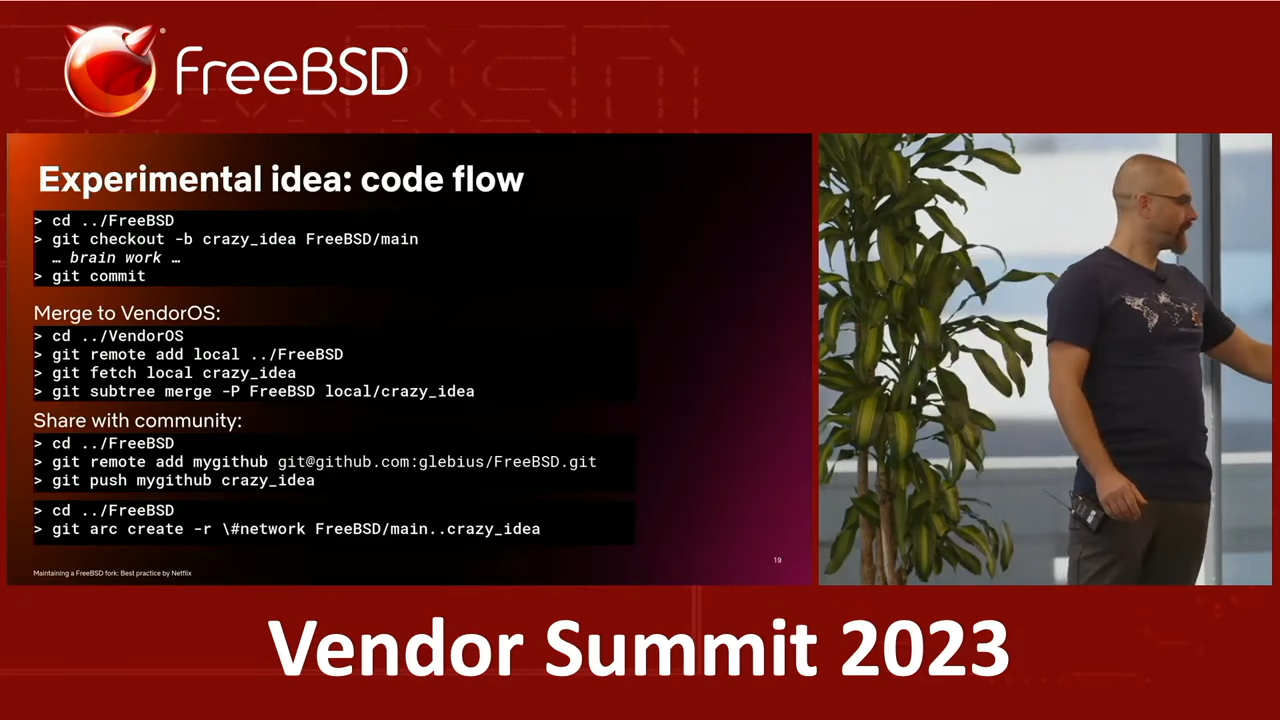 FreeBSD®
Experimental idea: code flow
> cd ../FreeBSD
> git checkout -b crazy_idea FreeBSD/main
… brain work …
> git commit
Merge to VendorOS:
> cd ../VendorOS
> git remote add local ../FreeBSD
> git fetch local crazy_idea
> git subtree merge -P FreeBSD local/crazy_idea
Share with community:
> cd ../FreeBSD
> git remote add mygithub git@github.com:glebius/FreeBSD.git
> git push mygithub crazy_idea
> cd ../FreeBSD
> git arc create -r \#network FreeBSD/main..crazy_idea
Maintaining a FreeBSD fork: Best practice by Netflix
19
Vendor Summit 2023